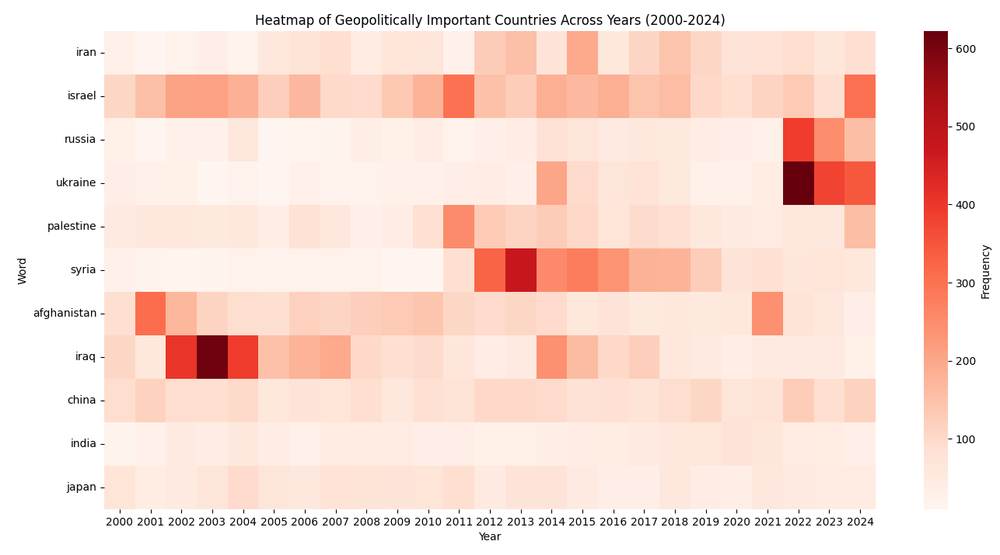 Heatmap of Geopolitically Important Countries Across Years (2000-2024)
Word
iran
israel
russia
ukraine
palestine
syria
afghanistan
iraq
china
india
japan
2000 2001 2002 2003 2004 2005 2006 2007 2008 2009 2010 2011 2012 2013 2014 2015 2016 2017 2018 2019 2020 2021 2022 2023 2024
Year
600
500
400
300
200
100
Frequency